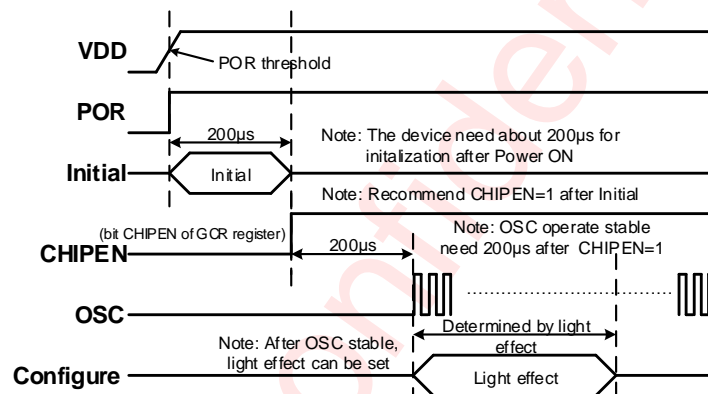 VDD
POR threshold
POR
200μs
Note: The device need about 200μs for
initalization after Power ON
Initial
Initial
Note: Recommend CHIPEN=1 after Initial
(bit CHIPEN of GCR register)
CHIPEN
200μs
Note: OSC operate stable
need 200μs after CHIPEN=1
OSC
Determined by light
effect
Note: After OSC stable,
light effect can be set
Configure
Light effect